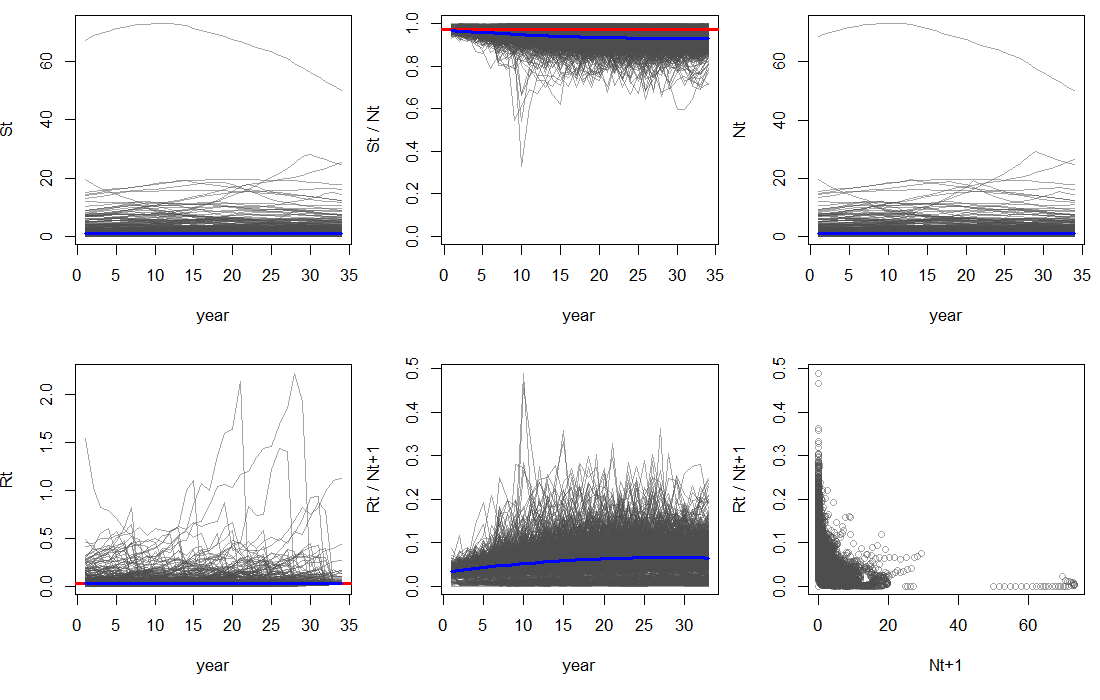 St
0 20 40 60
0 5 10 15 20 25 30 35
year
St / Nt
0.0 0.2 0.4 0.6 0.8 1.0
0 5 10 15 20 25 30 35
year
Nt
0 20 40 60
0 5 10 15 20 25 30 35
year
Rt
0.0 0.5 1.0 1.5 2.0
0 5 10 15 20 25 30 35
year
Rt / Nt+1
0.0 0.1 0.2 0.3 0.4 0.5
0 5 10 15 20 25 30
year
Rt / Nt+1
0.0 0.1 0.2 0.3 0.4 0.5
0 20 40 60
Nt+1